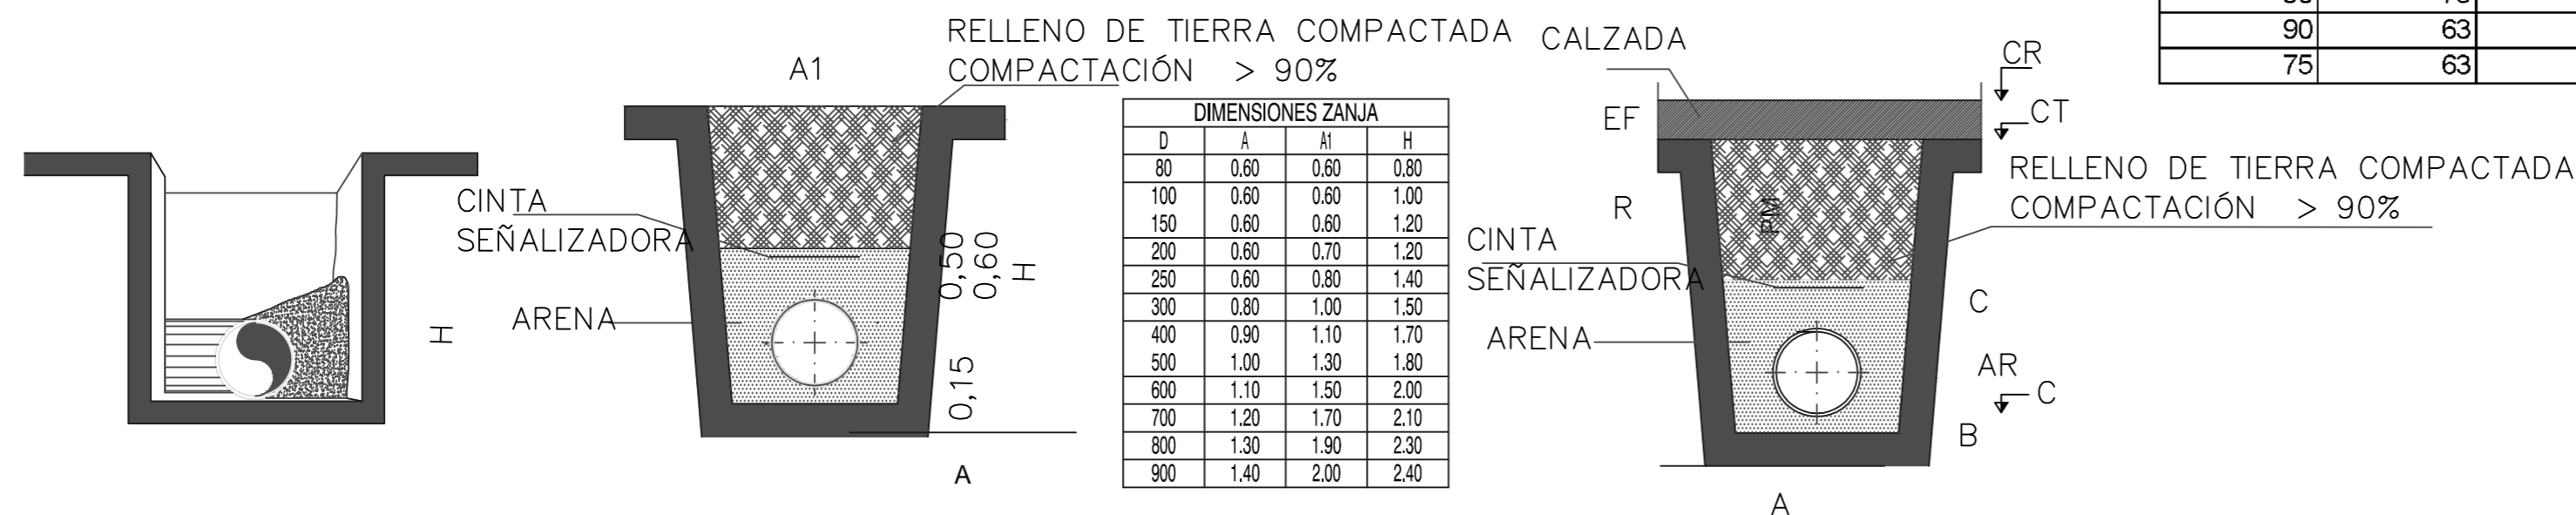 H
A1
RELLENO DE TIERRA COMPACTADA
COMPACTACIÓN > 90%
CINTA
SEÑALIZADORA
ARENA
0,50
0,60
H
0,15
A
DIMENSIONES ZANJA
D A A1 H
80 0.60 0.60 0.80
100 0.60 0.60 1.00
150 0.60 0.60 1.20
200 0.60 0.70 1.20
250 0.60 0.80 1.40
300 0.80 1.00 1.50
400 0.90 1.10 1.70
500 1.00 1.30 1.80
600 1.10 1.50 2.00
700 1.20 1.70 2.10
800 1.30 1.90 2.30
900 1.40 2.00 2.40
CALZADA
EF
CR
CT
R
PM
RELLENO DE TIERRA COMPACTADA
COMPACTACIÓN > 90%
CINTA
SEÑALIZADORA
ARENA
C
AR
C
B
A
90 63
75 63